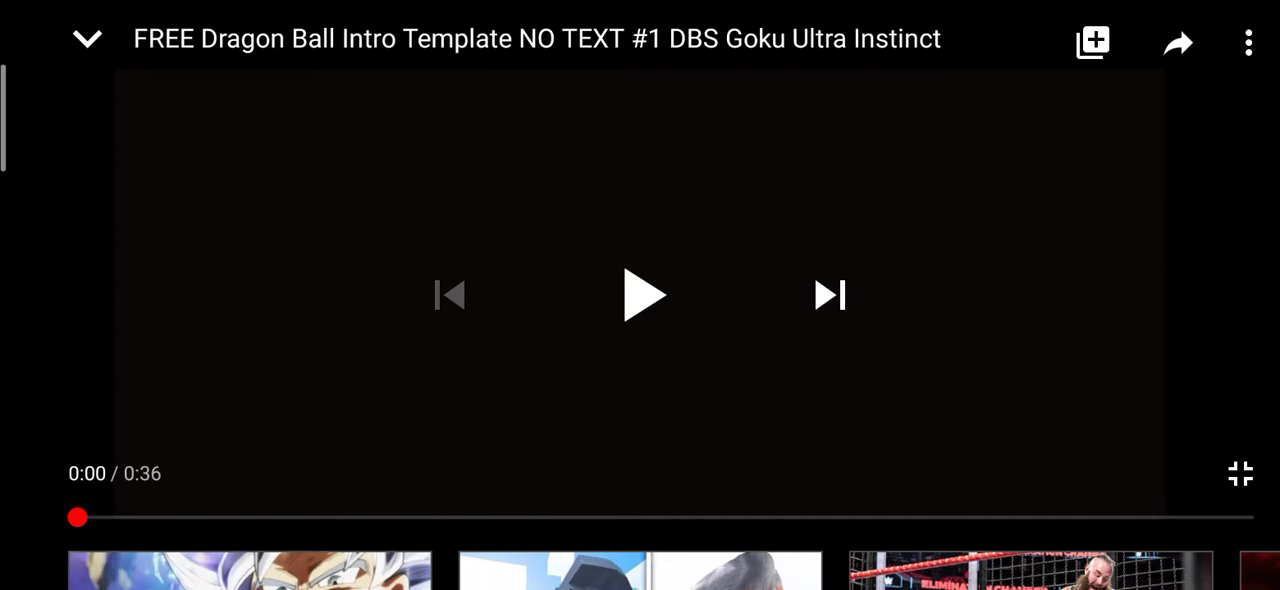 FREE Dragon Ball Intro Template NO TEXT #1 DBS Goku Ultra Instinct
0:00 / 0:36